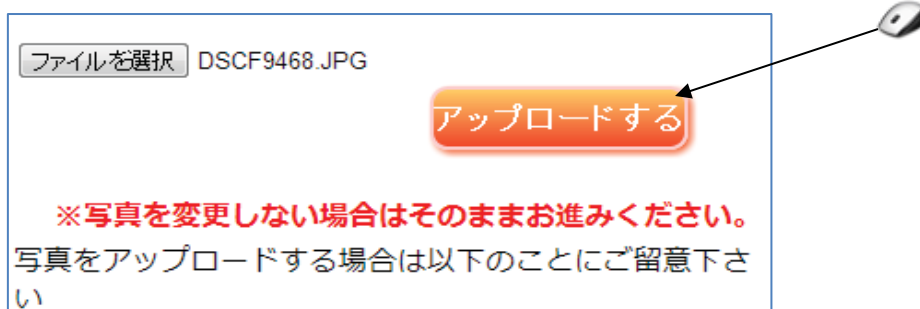 ファイルを選択 DSCF9468.JPG
アップロードする
※写真を変更しない場合はそのままお進みください。
写真をアップロードする場合は以下のことにご留意下さ
い